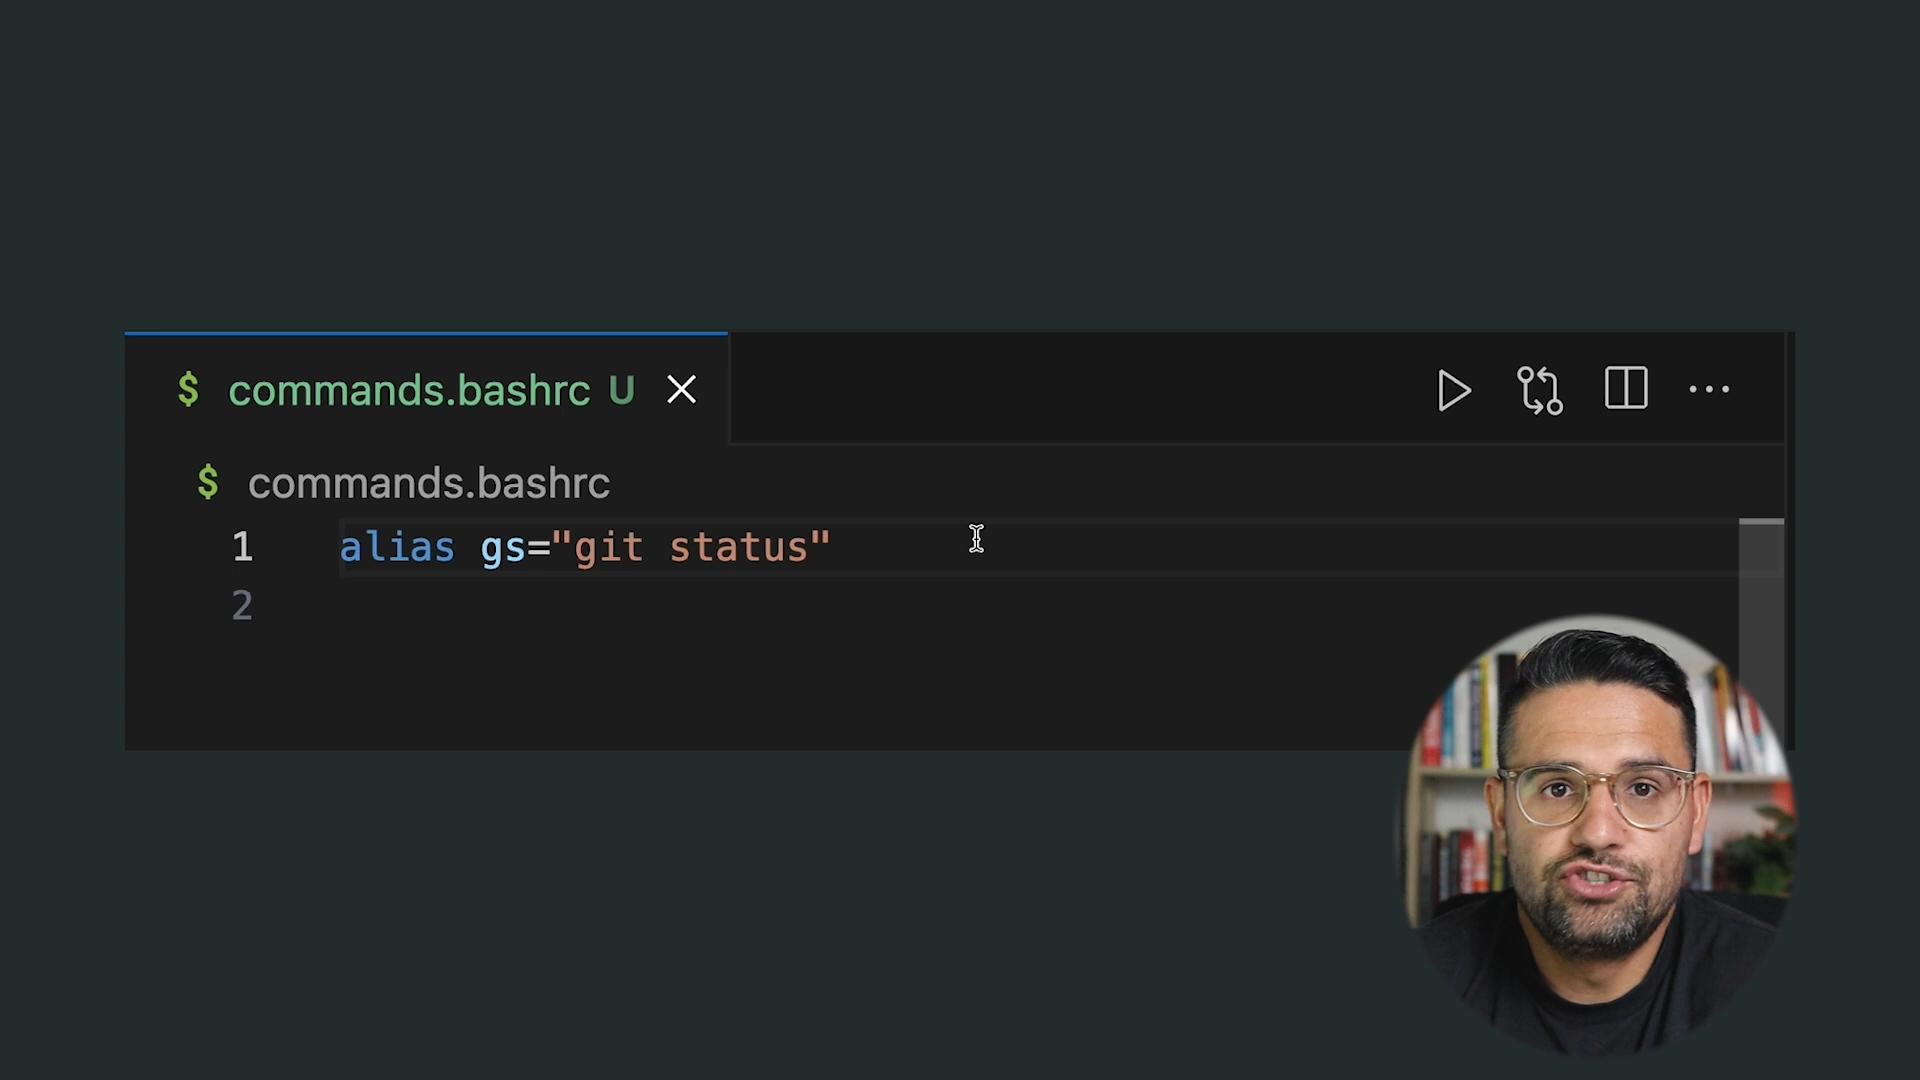 $ commands.bashrc U
$ commands.bashrc
1 alias gs="git status"
2